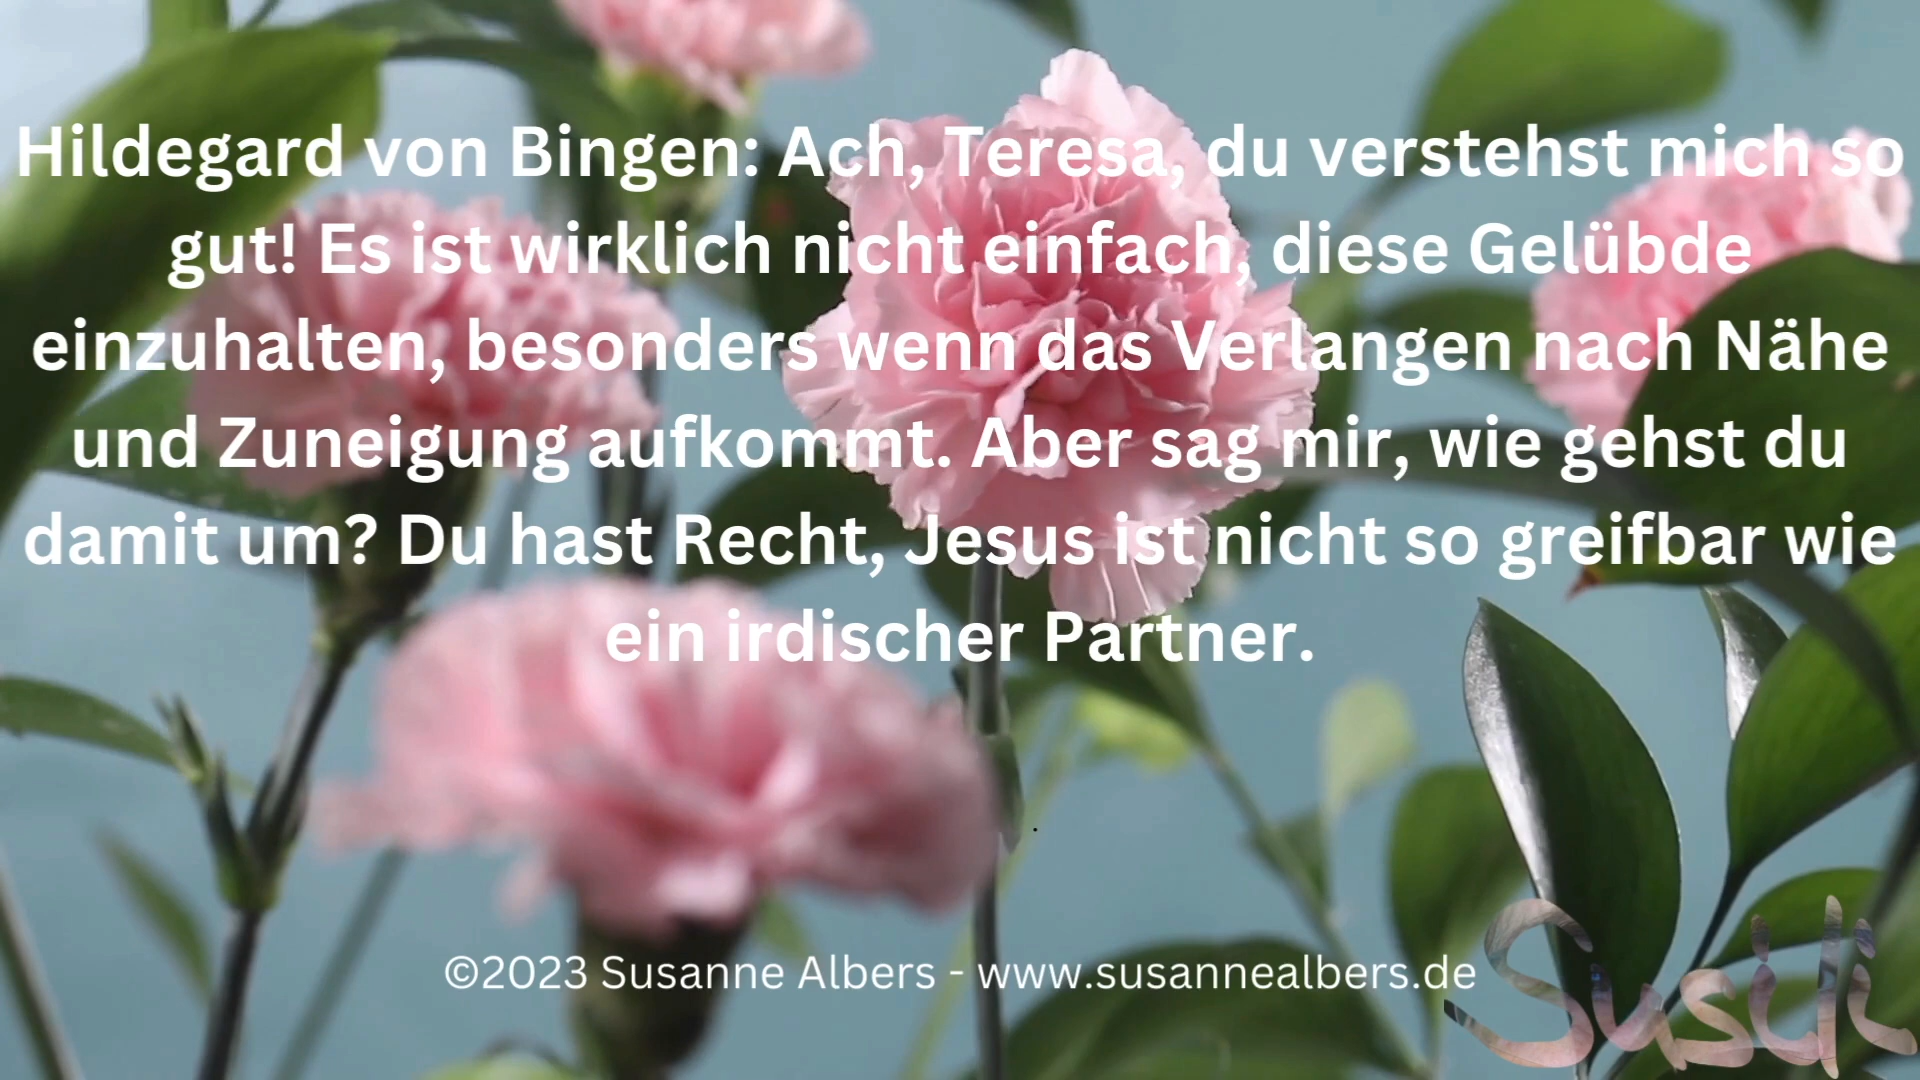 Hildegard von Bingen: Ach, Teresa, du verstehst mich so
gut! Es ist wirklich nicht einfach, diese Gelübde
einzuhalten, besonders wenn das Verlangen nach Nähe
und Zuneigung aufkommt. Aber sag mir, wie gehst du
damit um? Du hast Recht, Jesus ist nicht so greifbar wie
ein irdischer Partner.
©2023 Susanne Albers - www.susannealbers.de